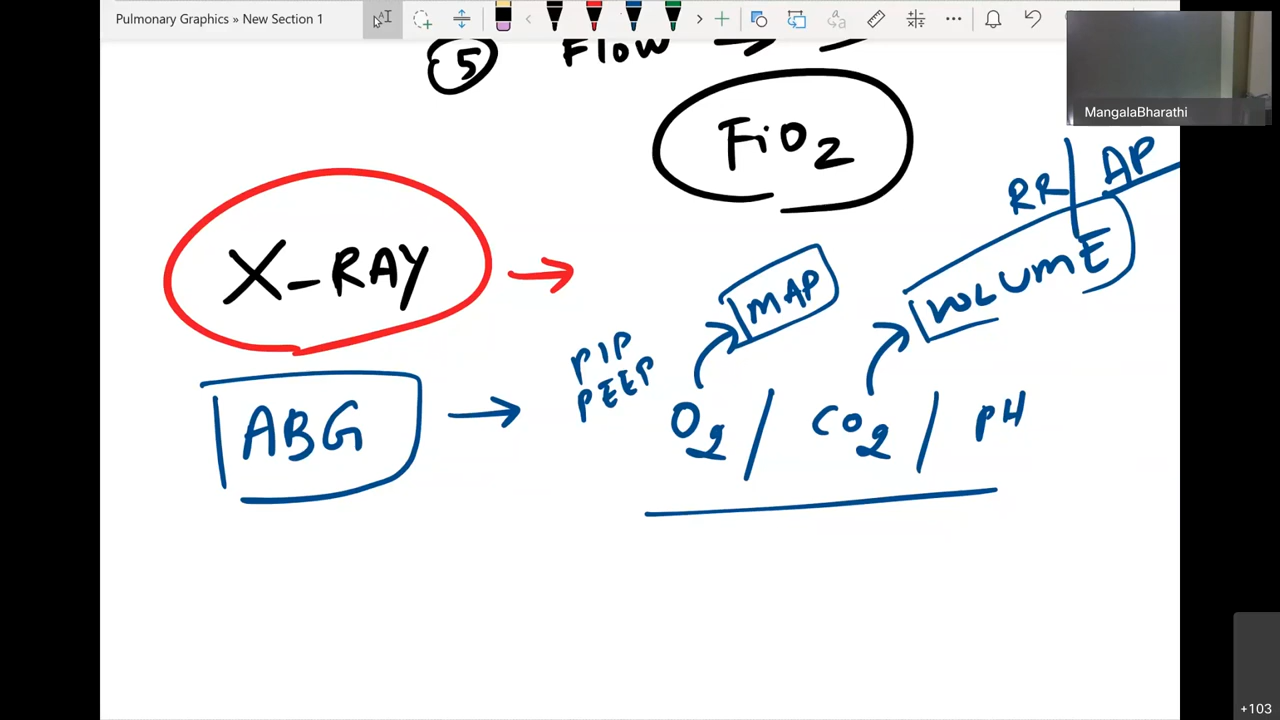 Pulmonary Graphics » New Section 1
MangalaBharathi
5 Flow
FiO2
RR AP
X-RAY
MAP
VOLUME
PIP
PEEP
ABG
O2 / CO2 / PH
+103